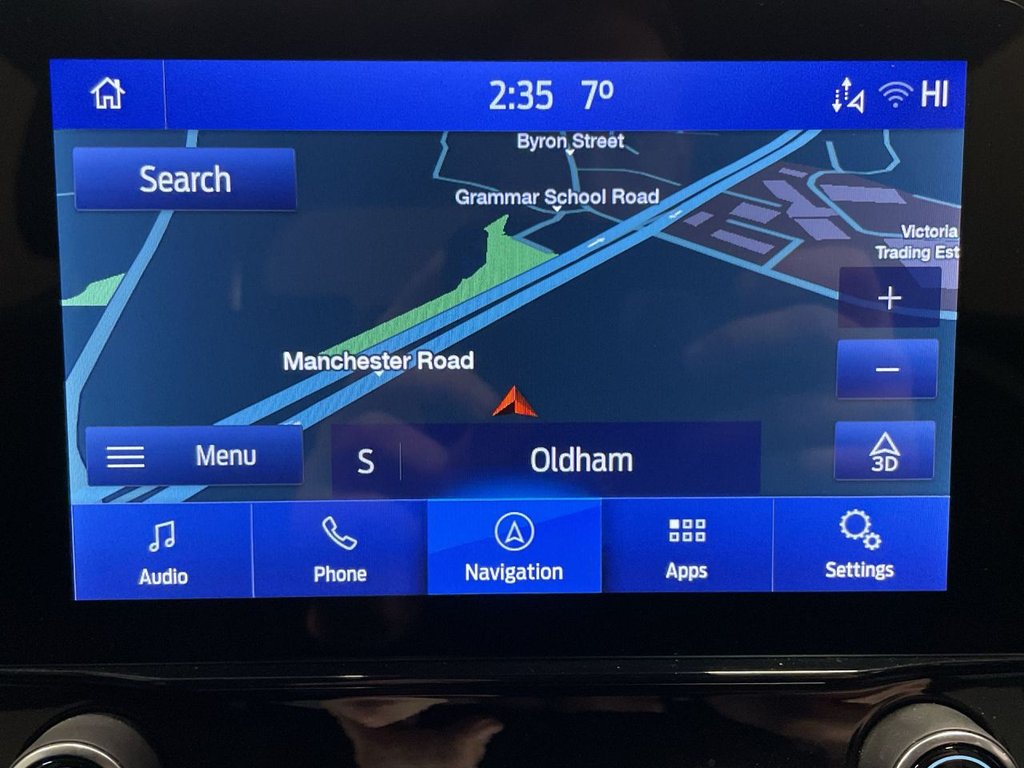 2:35 7º HI
Byron Street
Search
Grammar School Road
Victoria
Trading Est
+
Manchester Road
−
Menu
S Oldham
3D
Audio
Phone
Navigation
Apps
Settings